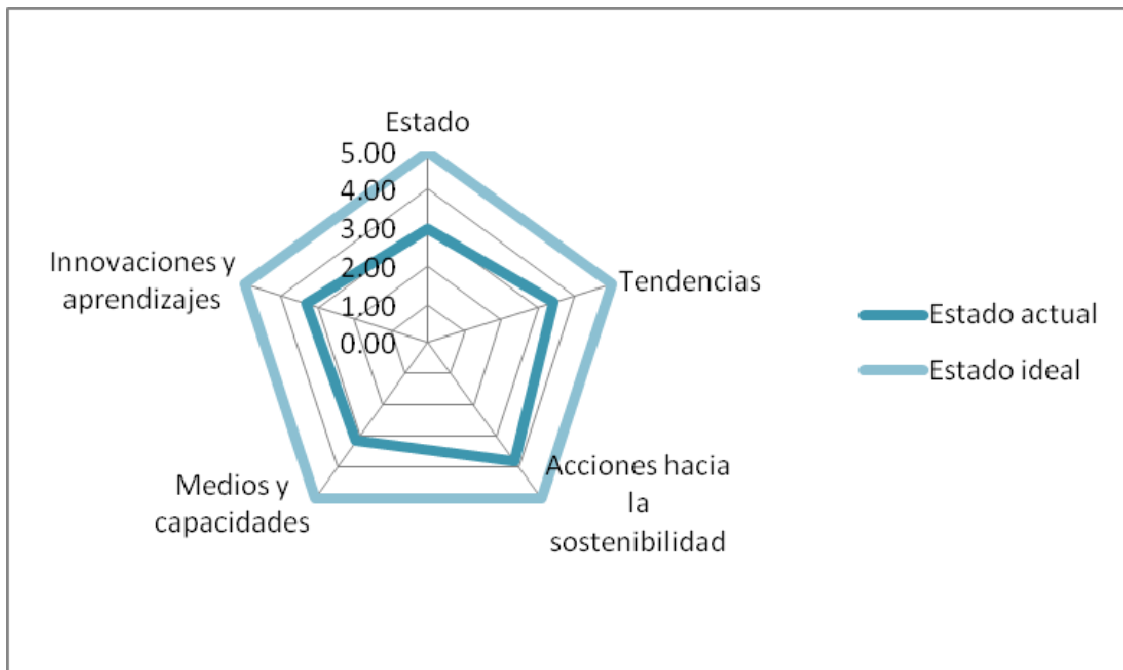 Estado
5.00
4.00
3.00
2.00
1.00
0.00
Tendencias
Acciones hacia
la
sostenibilidad
Medios y
capacidades
Innovaciones y
aprendizajes
Estado actual
Estado ideal